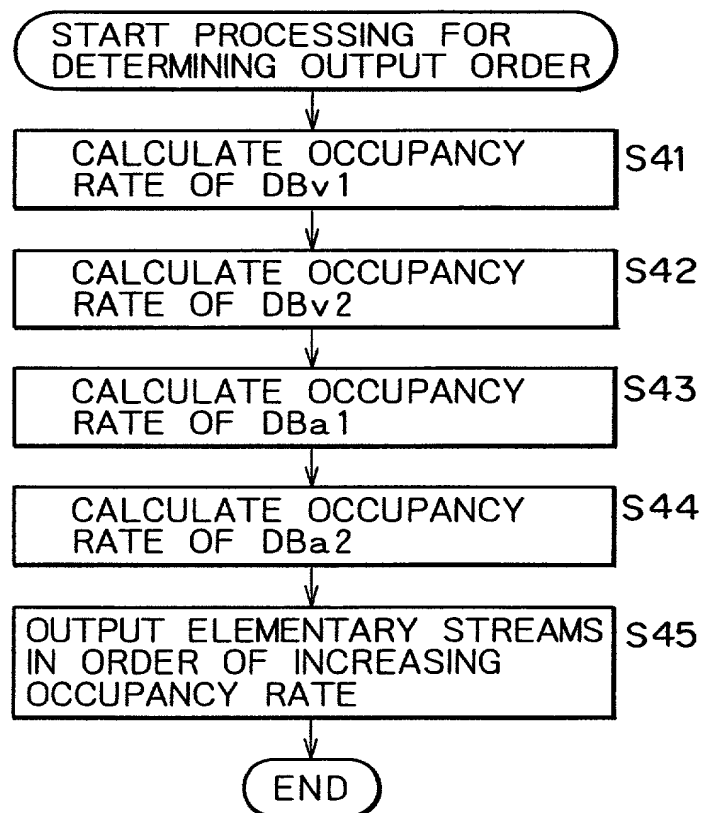 START PROCESSING FOR
DETERMINING OUTPUT ORDER
CALCULATE OCCUPANCY
RATE OF DBv1
S41
CALCULATE OCCUPANCY
RATE OF DBv2
S42
CALCULATE OCCUPANCY
RATE OF DBa1
S43
CALCULATE OCCUPANCY
RATE OF DBa2
S44
OUTPUT ELEMENTARY STREAMS
IN ORDER OF INCREASING
OCCUPANCY RATE
S45
END